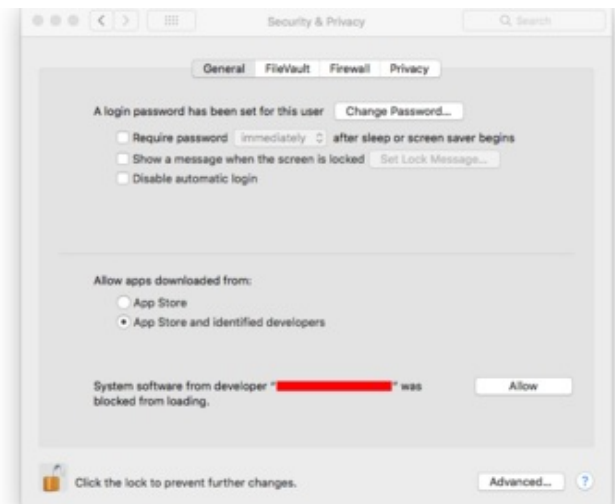 Security & Privacy
Search
General FileVault Firewall Privacy
A login password has been set for this user Change Password...
Require password immediately after sleep or screen saver begins
Show a message when the screen is locked Set Lock Message...
Disable automatic login
Allow apps downloaded from:
App Store
App Store and identified developers
System software from developer "" was Allow
blocked from loading.
Click the lock to prevent further changes. Advanced... ?